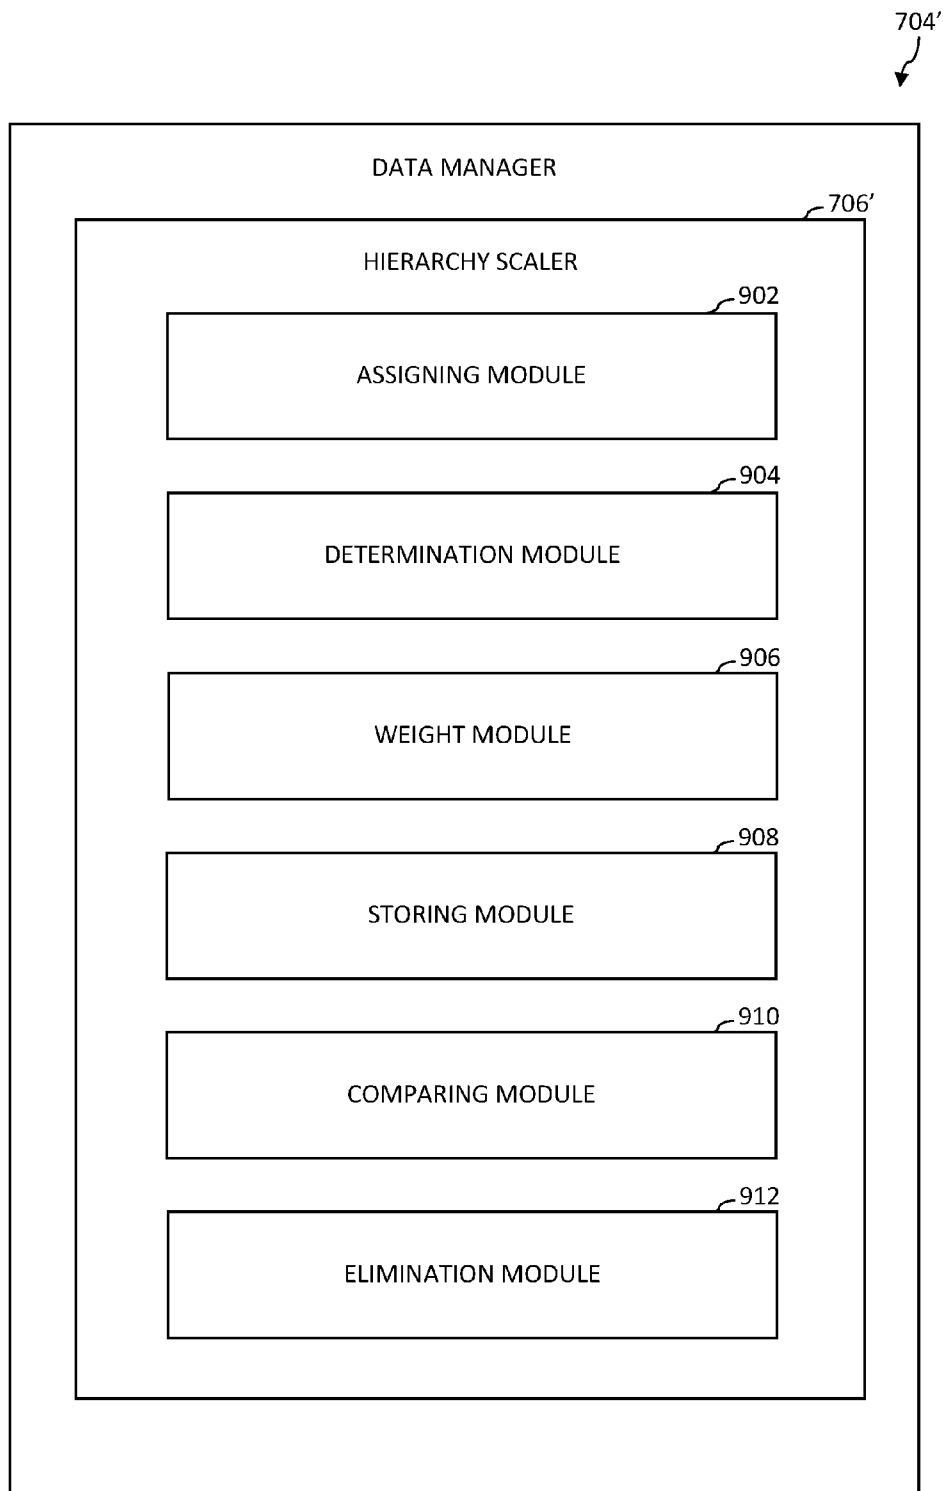 704’
DATA MANAGER
706’
HIERARCHY SCALER
902
ASSIGNING MODULE
904
DETERMINATION MODULE
906
WEIGHT MODULE
908
STORING MODULE
910
COMPARING MODULE
912
ELIMINATION MODULE